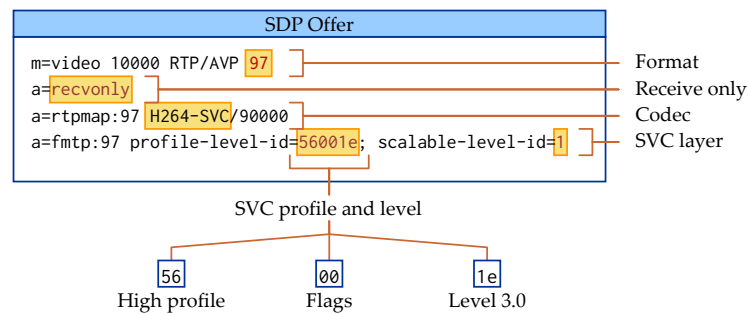 SDP Offer
m=video 10000 RTP/AVP 97
Format
a=recvonly
Receive only
a=rtpmap:97 H264-SVC/90000
Codec
a=fmtp:97 profile-level-id=56001e; scalable-level-id=1
SVC layer
SVC profile and level
56 00 1e
High profile Flags Level 3.0